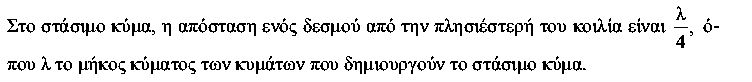 Στο στάσιμο κύμα, η απόσταση ενός δεσμού από την πλησιέστερή του κοιλία είναι λ/4, ό-
που λ το μήκος κύματος των κυμάτων που δημιουργούν το στάσιμο κύμα.